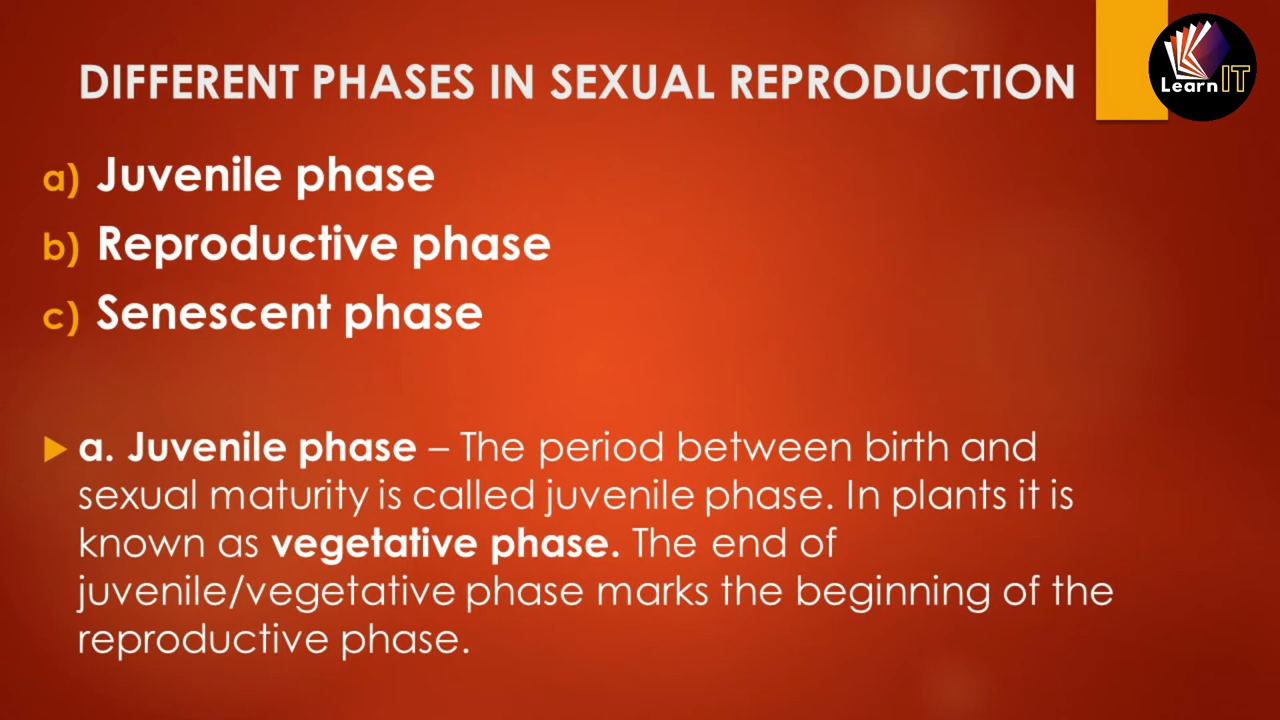 DIFFERENT PHASES IN SEXUAL REPRODUCTION
LearnIT
a) Juvenile phase
b) Reproductive phase
c) Senescent phase
a. Juvenile phase – The period between birth and
sexual maturity is called juvenile phase. In plants it is
known as vegetative phase. The end of
juvenile/vegetative phase marks the beginning of the
reproductive phase.